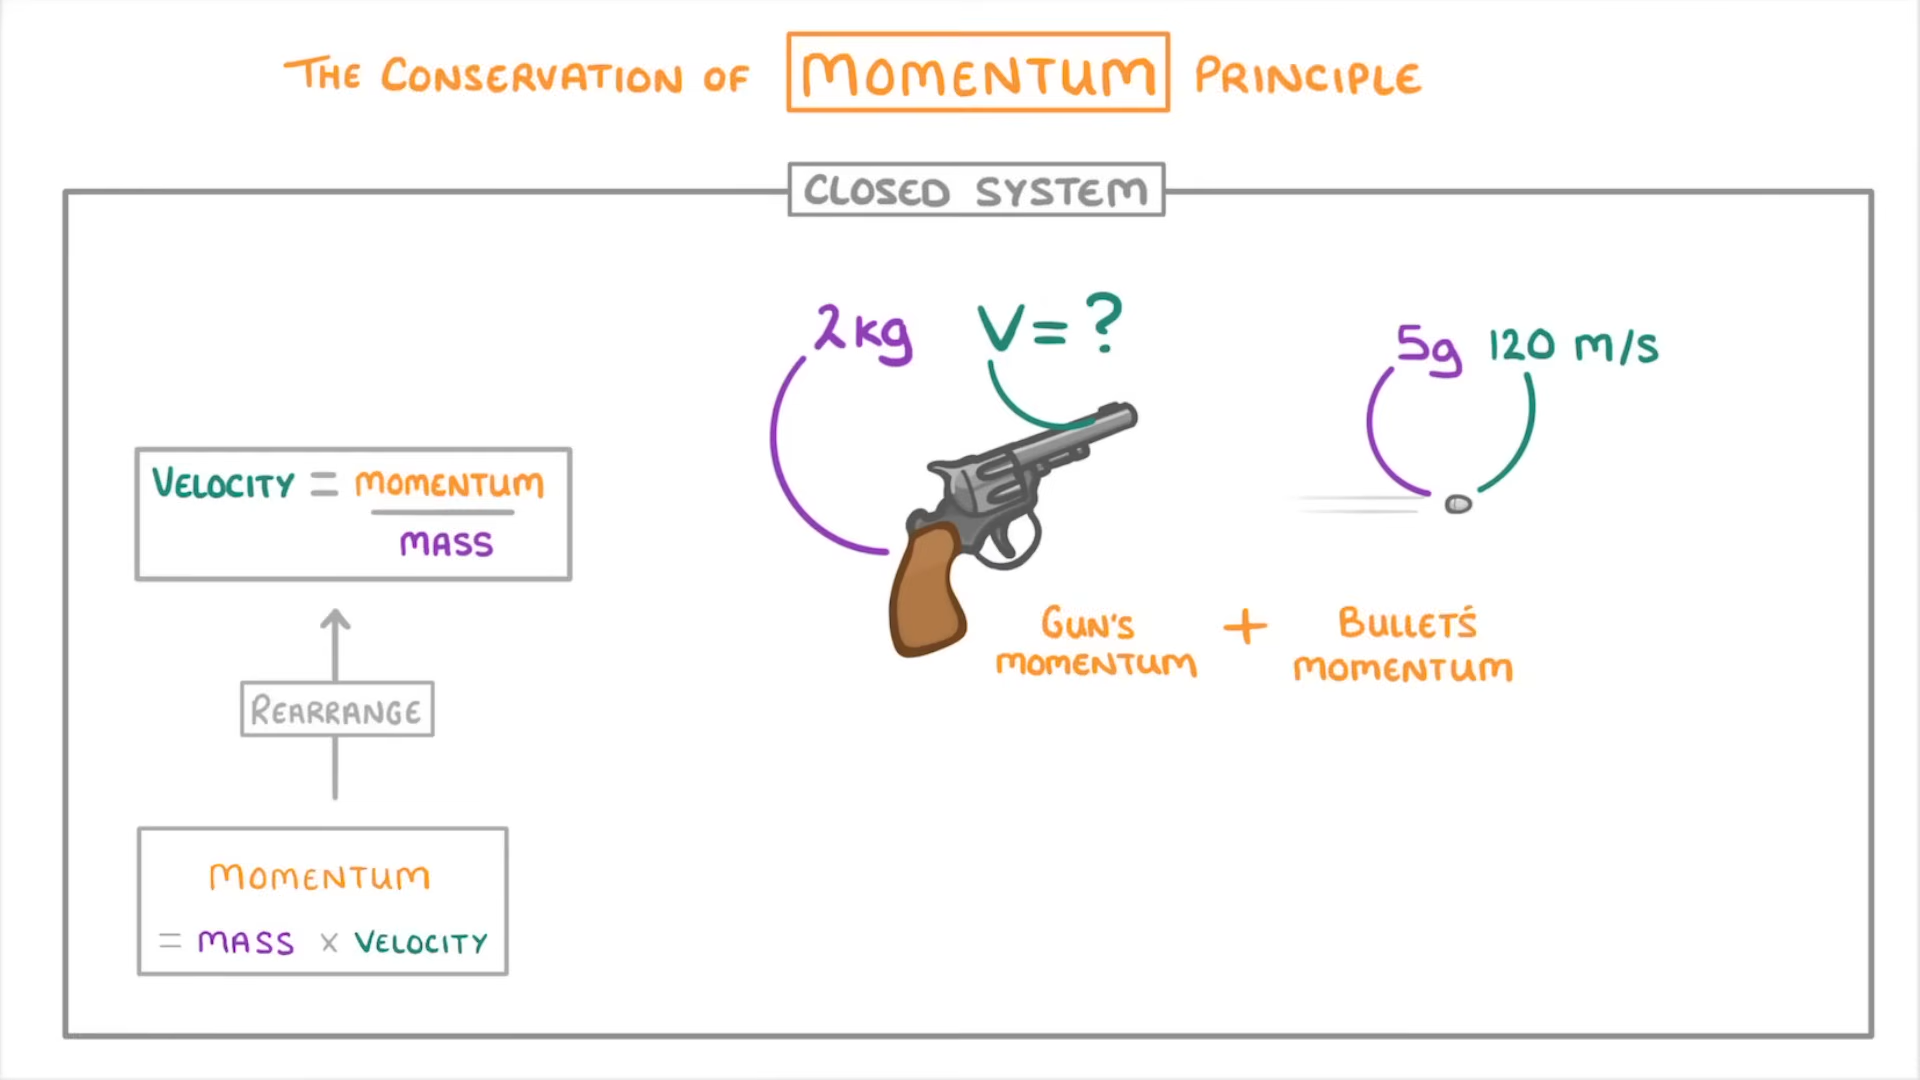 THE CONSERVATION OF MOMENTUM PRINCIPLE
CLOSED SYSTEM
2kg V = ?
5g 120 m/s
VELOCITY = MOMENTUM
MASS
GUN'S MOMENTUM + BULLET'S MOMENTUM
REARRANGE
MOMENTUM
= MASS x VELOCITY